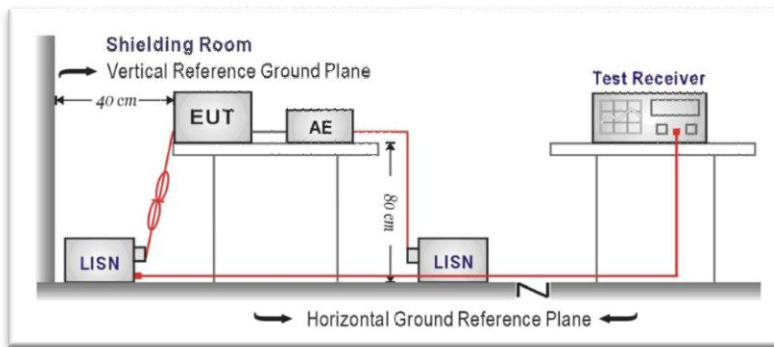 Shielding Room
Vertical Reference Ground Plane
Test Receiver
40 cm
EUT
AE
80 cm
LISN
LISN
Horizontal Ground Reference Plane